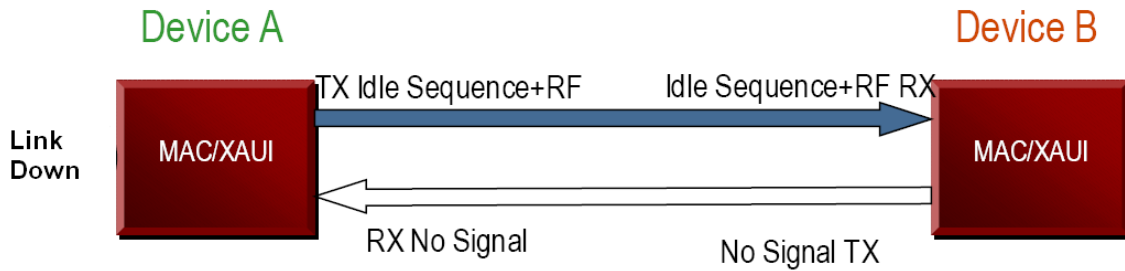 Device A
Device B
TX Idle Sequence+RF
Idle Sequence+RF RX
Link
Down
MAC/XAUI
MAC/XAUI
RX No Signal
No Signal TX